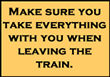 Make sure you
take everything
with you when
leaving the
train.